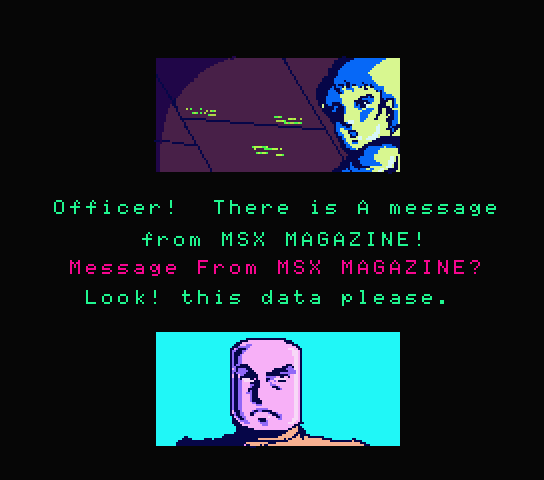 Officer!  There is A message
from MSX MAGAZINE!
Message From MSX MAGAZINE?
Look! this data please.